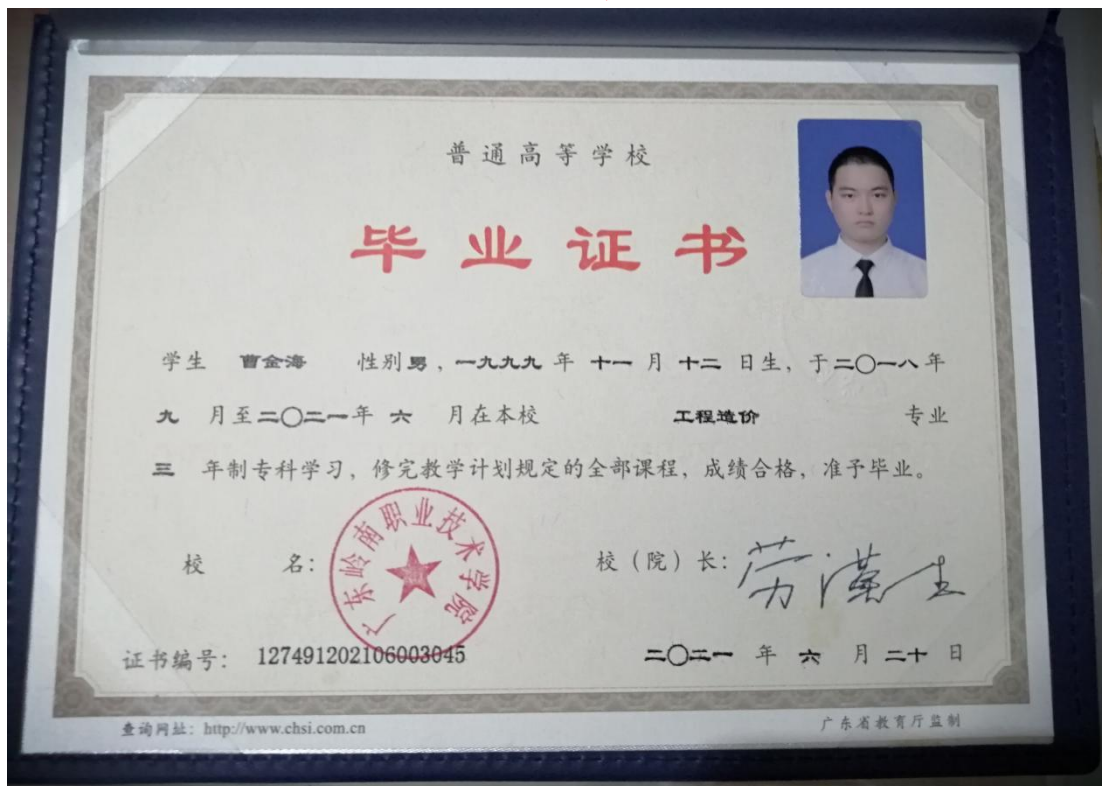 普通高等学校
毕业证书
学生 曹金海 性别男，一九九九年 十一 月 十二 日生，于二〇一八年
九 月至二〇二一年 六 月在本校 工程造价 专业
三 年制专科学习，修完教学计划规定的全部课程，成绩合格，准予毕业。
广东岭南职业技术学院
校 名： 校（院）长：劳汉生
证书编号：127491202106003045 二〇二一 年 六 月 二十 日
查询网址：http://www.chsi.com.cn 广东省教育厅监制